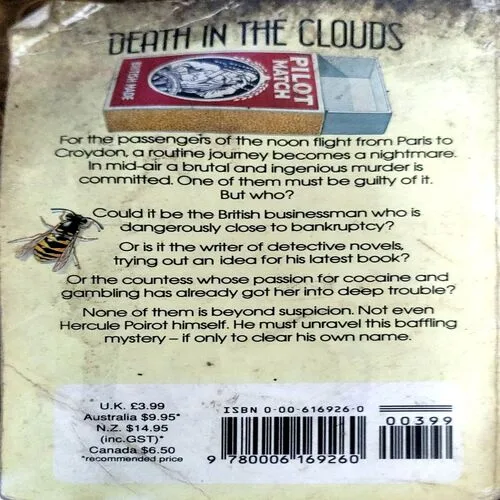 DEATH IN THE CLOUDS
BRITISH MADE
PILOT
MATCH
For the passengers of the noon flight from Paris to
Croydon, a routine journey becomes a nightmare.
In mid-air a brutal and ingenious murder is
committed. One of them must be guilty of it.
But who?
Could it be the British businessman who is
dangerously close to bankruptcy?
Or is it the writer of detective novels,
trying out an idea for his latest book?
Or the countess whose passion for cocaine and
gambling has already got her into deep trouble?
None of them is beyond suspicion. Not even
Hercule Poirot himself. He must unravel this baffling
mystery – if only to clear his own name.
U.K. £3.99
Australia $9.95*
N.Z. $14.95
(inc.GST)*
Canada $6.50
*recommended price
ISBN 0-00-616926-0
00399
9 780006 169260